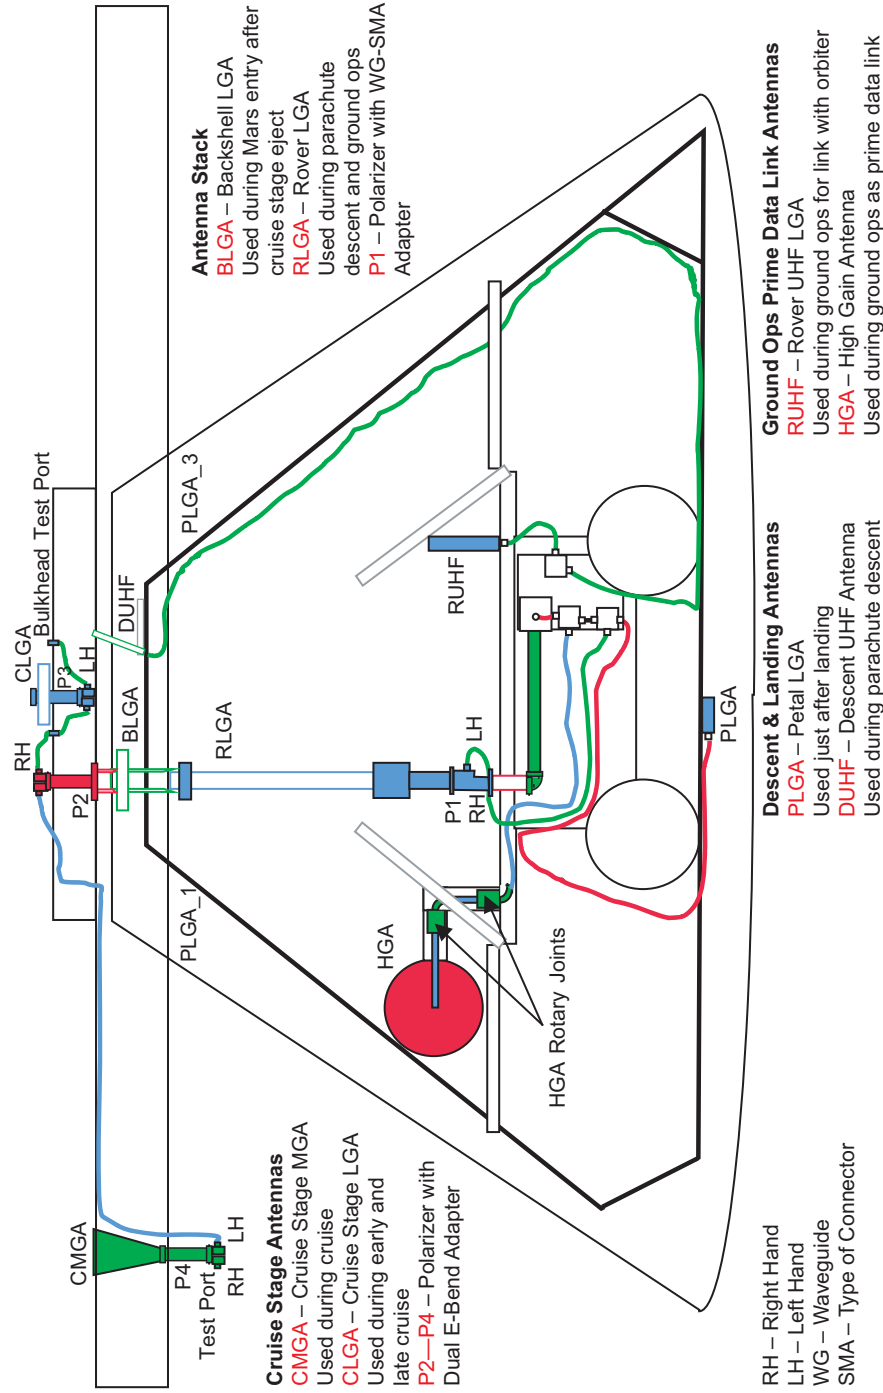 CMGA
P4
Test Port
RH
LH
RH
P2
CLGA
P3
LH
Bulkhead Test Port
BLGA
DUHF
RLGA
PLGA_1
PLGA_3
HGA
HGA Rotary Joints
P1
RH
LH
RUHF
PLGA
Cruise Stage Antennas
CMGA – Cruise Stage MGA
Used during cruise
CLGA – Cruise Stage LGA
Used during early and
late cruise
P2—P4 – Polarizer with
Dual E-Bend Adapter
Antenna Stack
BLGA – Backshell LGA
Used during Mars entry after
cruise stage eject
RLGA – Rover LGA
Used during parachute
descent and ground ops
P1 – Polarizer with WG-SMA
Adapter
RH – Right Hand
LH – Left Hand
WG – Waveguide
SMA – Type of Connector
Descent & Landing Antennas
PLGA – Petal LGA
Used just after landing
DUHF – Descent UHF Antenna
Used during parachute descent
Ground Ops Prime Data Link Antennas
RUHF – Rover UHF LGA
Used during ground ops for link with orbiter
HGA – High Gain Antenna
Used during ground ops as prime data link